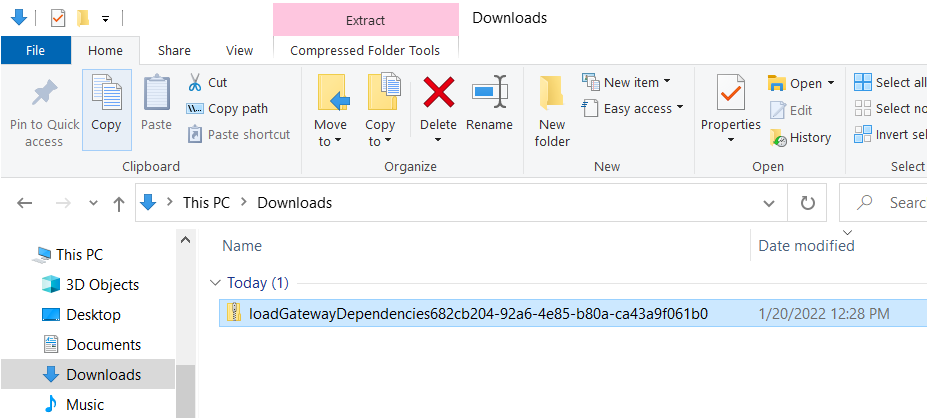 Extract
Downloads
File
Home
Share
View
Compressed Folder Tools
Pin to Quick access
Copy
Paste
Cut
Copy path
Paste shortcut
Clipboard
Move to
Copy to
Delete
Rename
Organize
New folder
New item
Easy access
New
Properties
Open
Edit
History
Open
Select all
Select no
Invert sel
Select
This PC
Downloads
Searc
Name
Date modified
This PC
3D Objects
Desktop
Documents
Downloads
Music
Today (1)
loadGatewayDependencies682cb204-92a6-4e85-b80a-ca43a9f061b0
1/20/2022 12:28 PM